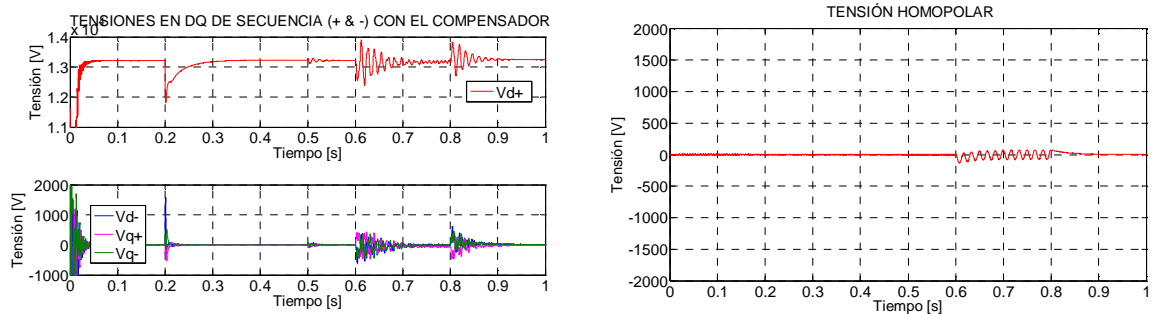 TENSIONES EN DQ DE SECUENCIA (+ & -) CON EL COMPENSADOR
1.4
1.3
1.2
1.1
Tensión [V]
Vd+
0 0.1 0.2 0.3 0.4 0.5 0.6 0.7 0.8 0.9 1
Tiempo [s]
2000
1000
0
-1000
Tensión [V]
Vd-
Vq+
Vq-
0 0.1 0.2 0.3 0.4 0.5 0.6 0.7 0.8 0.9 1
Tiempo [s]
TENSIÓN HOMOPOLAR
2000
1500
1000
500
0
-500
-1000
-1500
-2000
Tensión [V]
0 0.1 0.2 0.3 0.4 0.5 0.6 0.7 0.8 0.9 1
Tiempo [s]